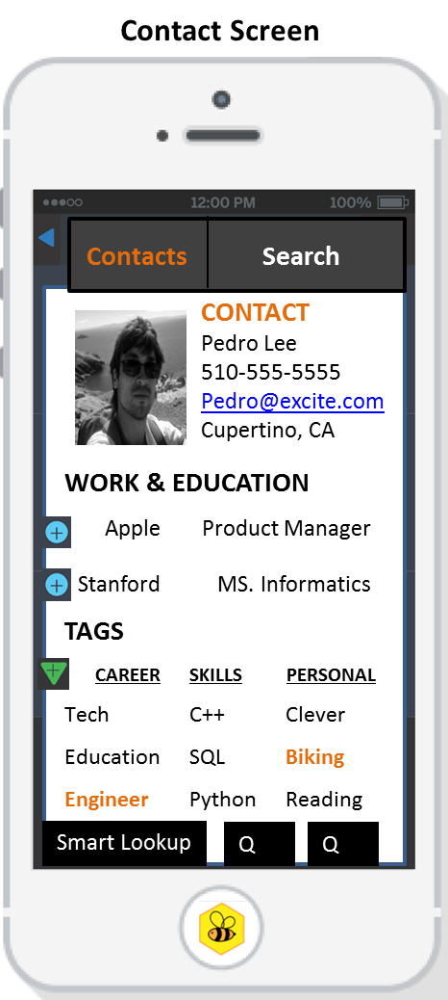 Contact Screen
12:00 PM 100%
Contacts Search
CONTACT
Pedro Lee
510-555-5555
Pedro@excite.com
Cupertino, CA
WORK & EDUCATION
Apple Product Manager
Stanford MS. Informatics
TAGS
CAREER SKILLS PERSONAL
Tech C++ Clever
Education SQL Biking
Engineer Python Reading
Smart Lookup Q Q